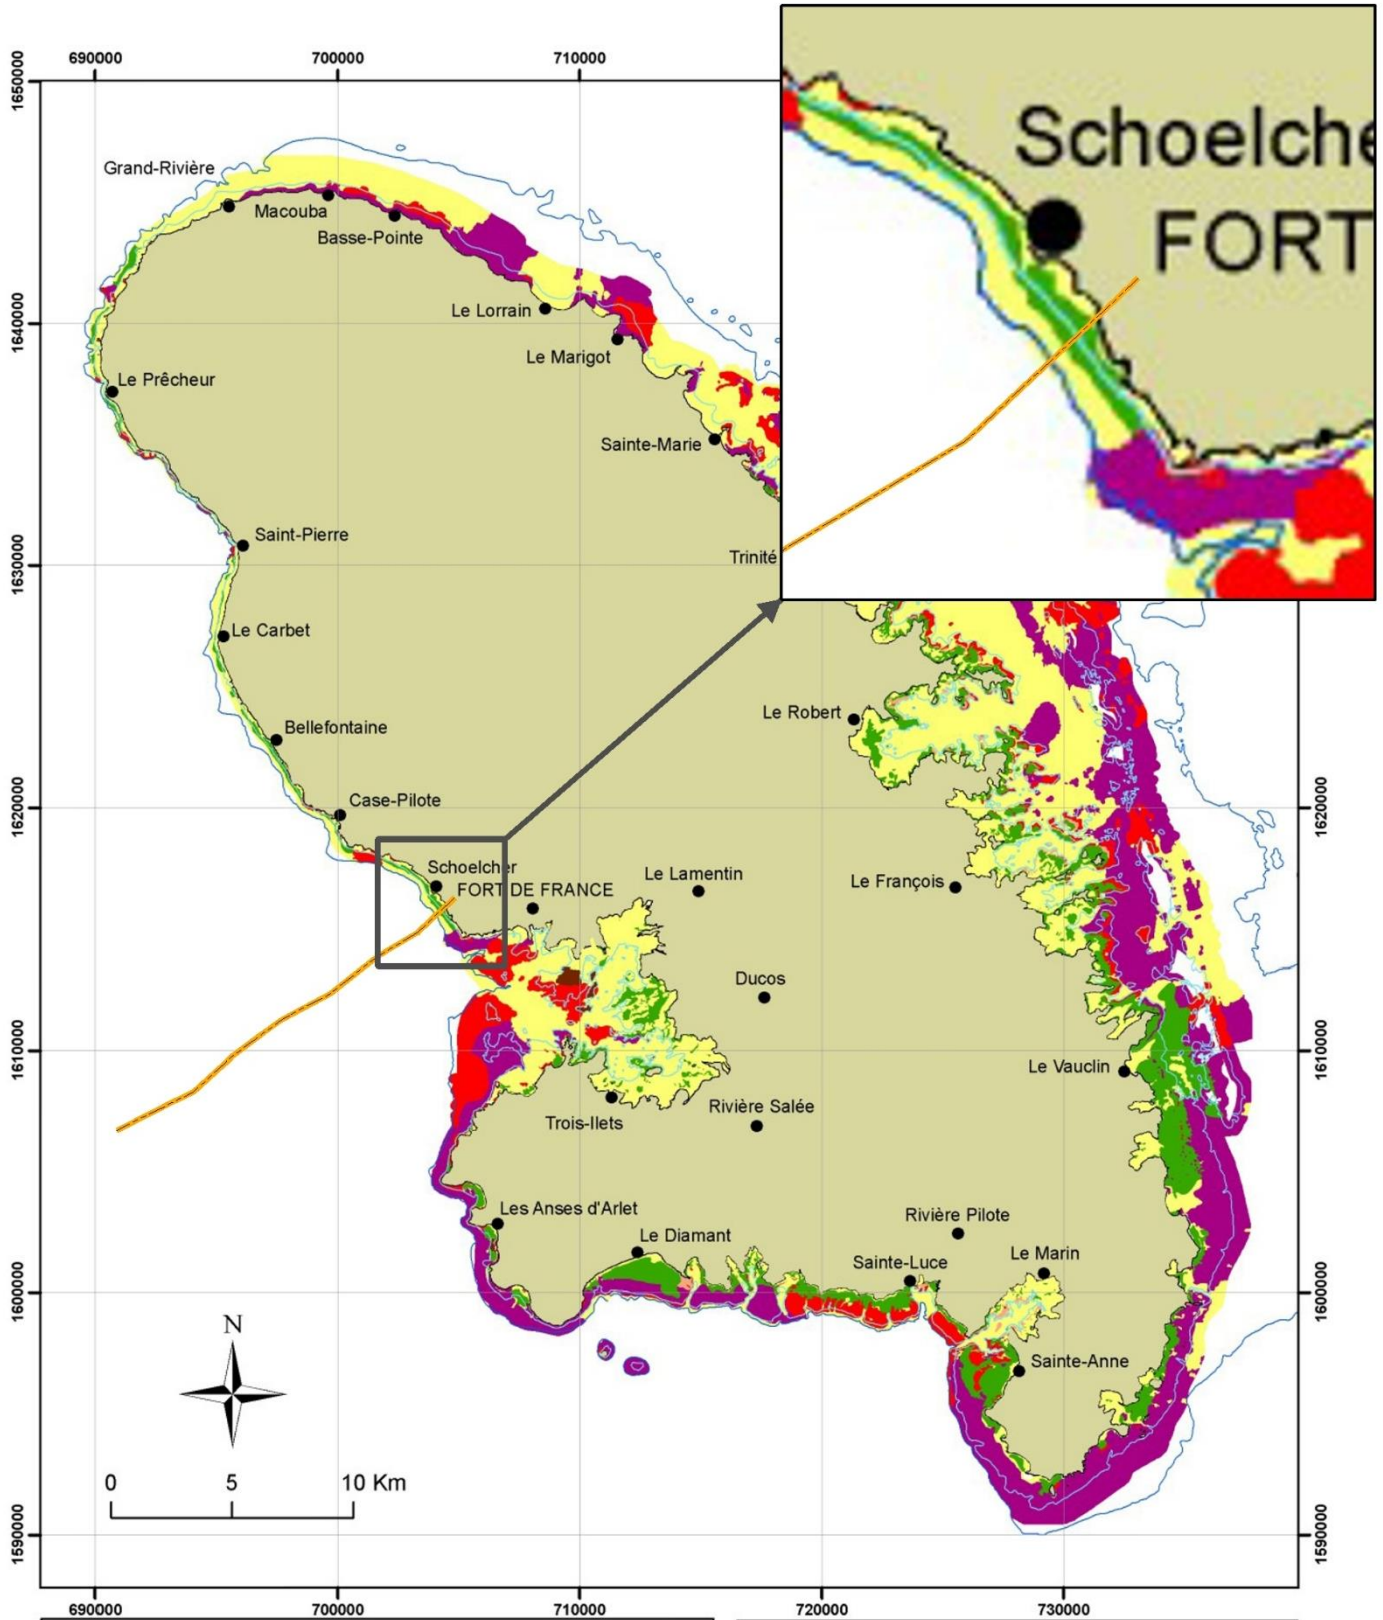 690000
700000
710000
1650000
Schoelche
FORT
Grand-Rivière
Macouba
Basse-Pointe
Le Lorrain
1640000
Le Marigot
Le Prêcheur
Sainte-Marie
Saint-Pierre
Trinité
1630000
Le Carbet
Le Robert
Bellefontaine
Case-Pilote
1620000
1620000
Schoelcher
FORT DE FRANCE
Le Lamentin
Le François
Ducos
1610000
1610000
Le Vauclin
Trois-Ilets
Rivière Salée
Les Anses d'Arlet
Le Diamant
Rivière Pilote
Sainte-Luce
Le Marin
1600000
1600000
N
Sainte-Anne
0 5 10 Km
1590000
1590000
690000
700000
710000
720000
730000